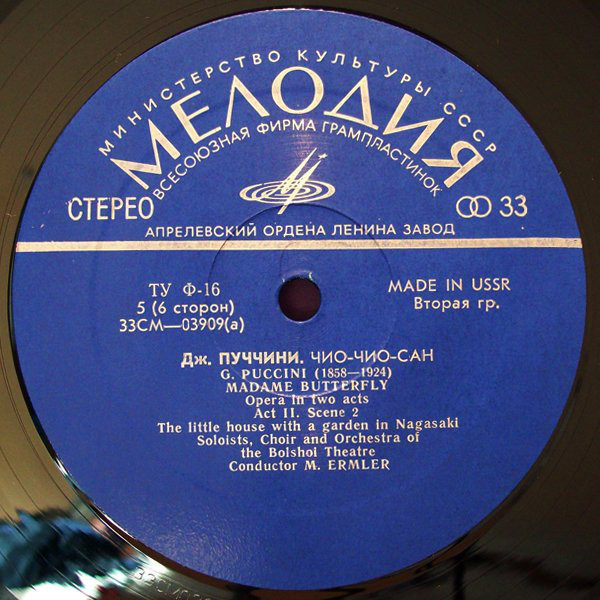 МИНИСТЕРСТВО КУЛЬТУРЫ СССР
МЕЛОДИЯ
ВСЕСОЮЗНАЯ ФИРМА ГРАМПЛАСТИНОК
СТЕРЕО
33
АПРЕЛЕВСКИЙ ОРДЕНА ЛЕНИНА ЗАВОД
ТУ Ф-16
5 (6 сторон)
33СМ—03909(а)
MADE IN USSR
Вторая гр.
Дж. ПУЧЧИНИ. ЧИО-ЧИО-САН
G. PUCCINI (1858—1924)
MADAME BUTTERFLY
Opera in two acts
Act II. Scene 2
The little house with a garden in Nagasaki
Soloists, Choir and Orchestra of
the Bolshoi Theatre
Conductor M. ERMLER